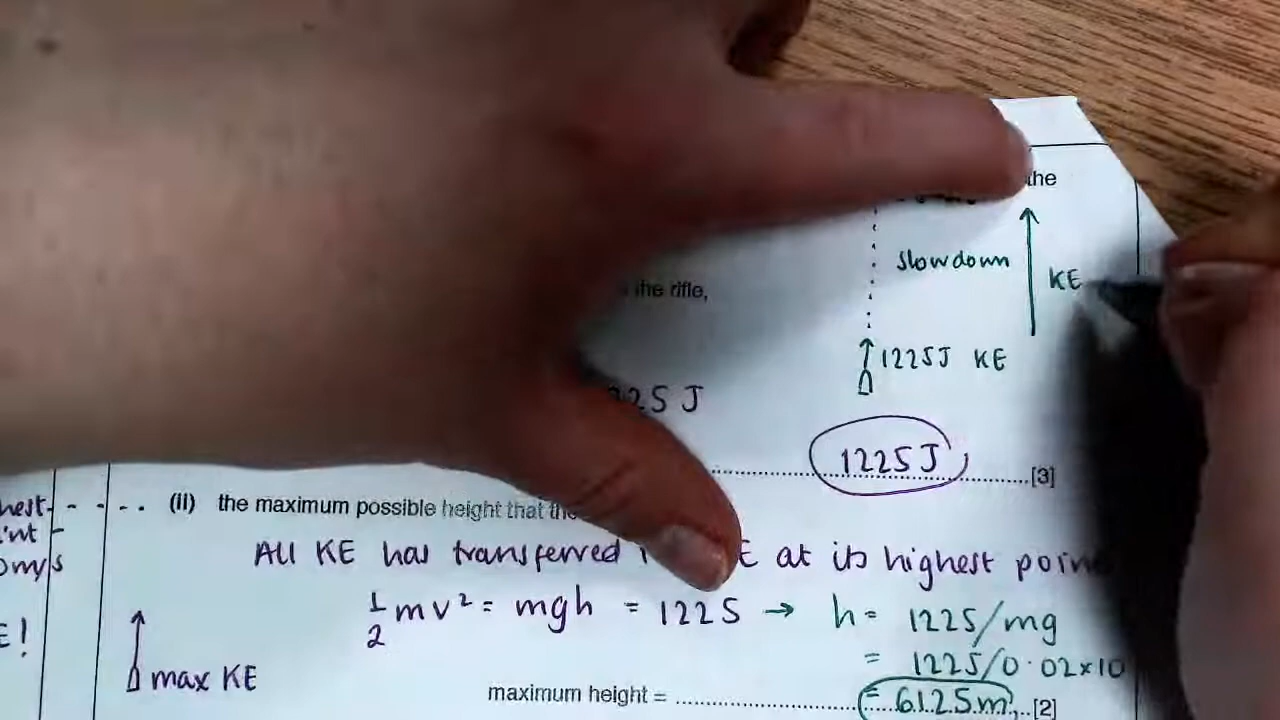 the
slowdown
KE
the rifle,
1225J KE
25 J
1225J
[3]
(ii) the maximum possible height that the
All KE has transferred
E at its highest point
1/2 mv² = mgh = 1225 → h = 1225/mg
= 1225/0.02×10
max KE
maximum height = = 6125m [2]
m/s
E!